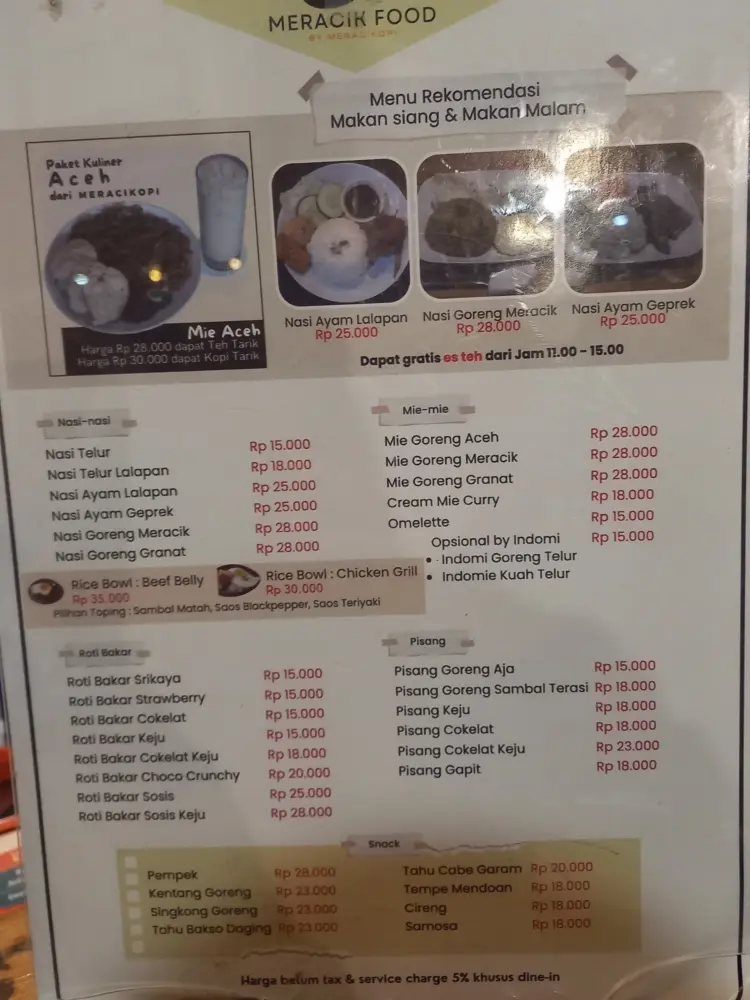 MERACIK FOOD
BY MERACIKOPI
Menu Rekomendasi
Makan siang & Makan Malam
Paket Kuliner
Aceh
dari MERACIKOPI
Mie Aceh
Harga Rp 28.000 dapat Teh Tarik
Harga Rp 30.000 dapat Kopi Tarik
Nasi Ayam Lalapan
Rp 25.000
Nasi Goreng Meracik
Rp 28.000
Nasi Ayam Geprek
Rp 25.000
Dapat gratis es teh dari Jam 11.00 - 15.00
Nasi-nasi
Nasi Telur Rp 15.000
Nasi Telur Lalapan Rp 18.000
Nasi Ayam Lalapan Rp 25.000
Nasi Ayam Geprek Rp 25.000
Nasi Goreng Meracik Rp 28.000
Nasi Goreng Granat Rp 28.000
Mie-mie
Mie Goreng Aceh Rp 28.000
Mie Goreng Meracik Rp 28.000
Mie Goreng Granat Rp 28.000
Cream Mie Curry Rp 18.000
Omelette Rp 15.000
Opsional by Indomi Rp 15.000
• Indomi Goreng Telur
• Indomie Kuah Telur
Rice Bowl : Beef Belly
Rp 35.000
Rice Bowl : Chicken Grill
Rp 30.000
Pilihan Toping : Sambal Matah, Saos Blackpepper, Saos Teriyaki
Roti Bakar
Roti Bakar Srikaya Rp 15.000
Roti Bakar Strawberry Rp 15.000
Roti Bakar Cokelat Rp 15.000
Roti Bakar Keju Rp 15.000
Roti Bakar Cokelat Keju Rp 18.000
Roti Bakar Choco Crunchy Rp 20.000
Roti Bakar Sosis Rp 25.000
Roti Bakar Sosis Keju Rp 28.000
Pisang
Pisang Goreng Aja Rp 15.000
Pisang Goreng Sambal Terasi Rp 18.000
Pisang Keju Rp 18.000
Pisang Cokelat Rp 18.000
Pisang Cokelat Keju Rp 23.000
Pisang Gapit Rp 18.000
Snack
Pempek Rp 28.000
Kentang Goreng Rp 23.000
Singkong Goreng Rp 23.000
Tahu Bakso Daging Rp 23.000
Tahu Cabe Garam Rp 20.000
Tempe Mendoan Rp 18.000
Cireng Rp 18.000
Samosa Rp 18.000
Harga belum tax & service charge 5% khusus dine-in